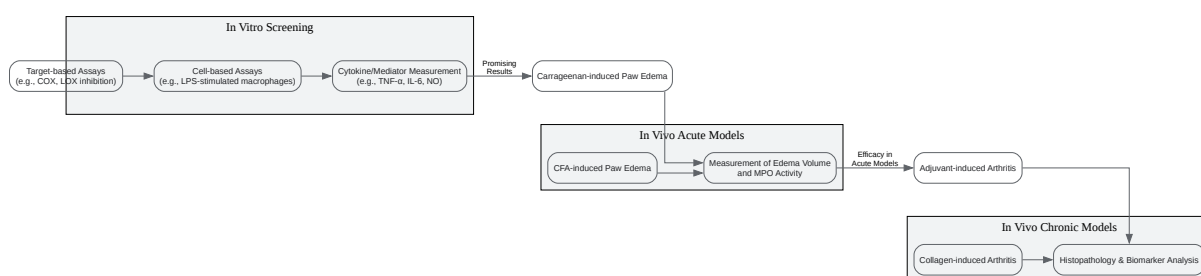 In Vitro Screening
Target-based Assays
(e.g., COX, LOX inhibition)
Cell-based Assays
(e.g., LPS-stimulated macrophages)
Cytokine/Mediator Measurement
(e.g., TNF-α, IL-6, NO)
Promising
Results
Carrageenan-induced Paw Edema
In Vivo Acute Models
CFA-induced Paw Edema
Measurement of Edema Volume
and MPO Activity
Efficacy in
Acute Models
Adjuvant-induced Arthritis
In Vivo Chronic Models
Collagen-induced Arthritis
Histopathology & Biomarker Analysis